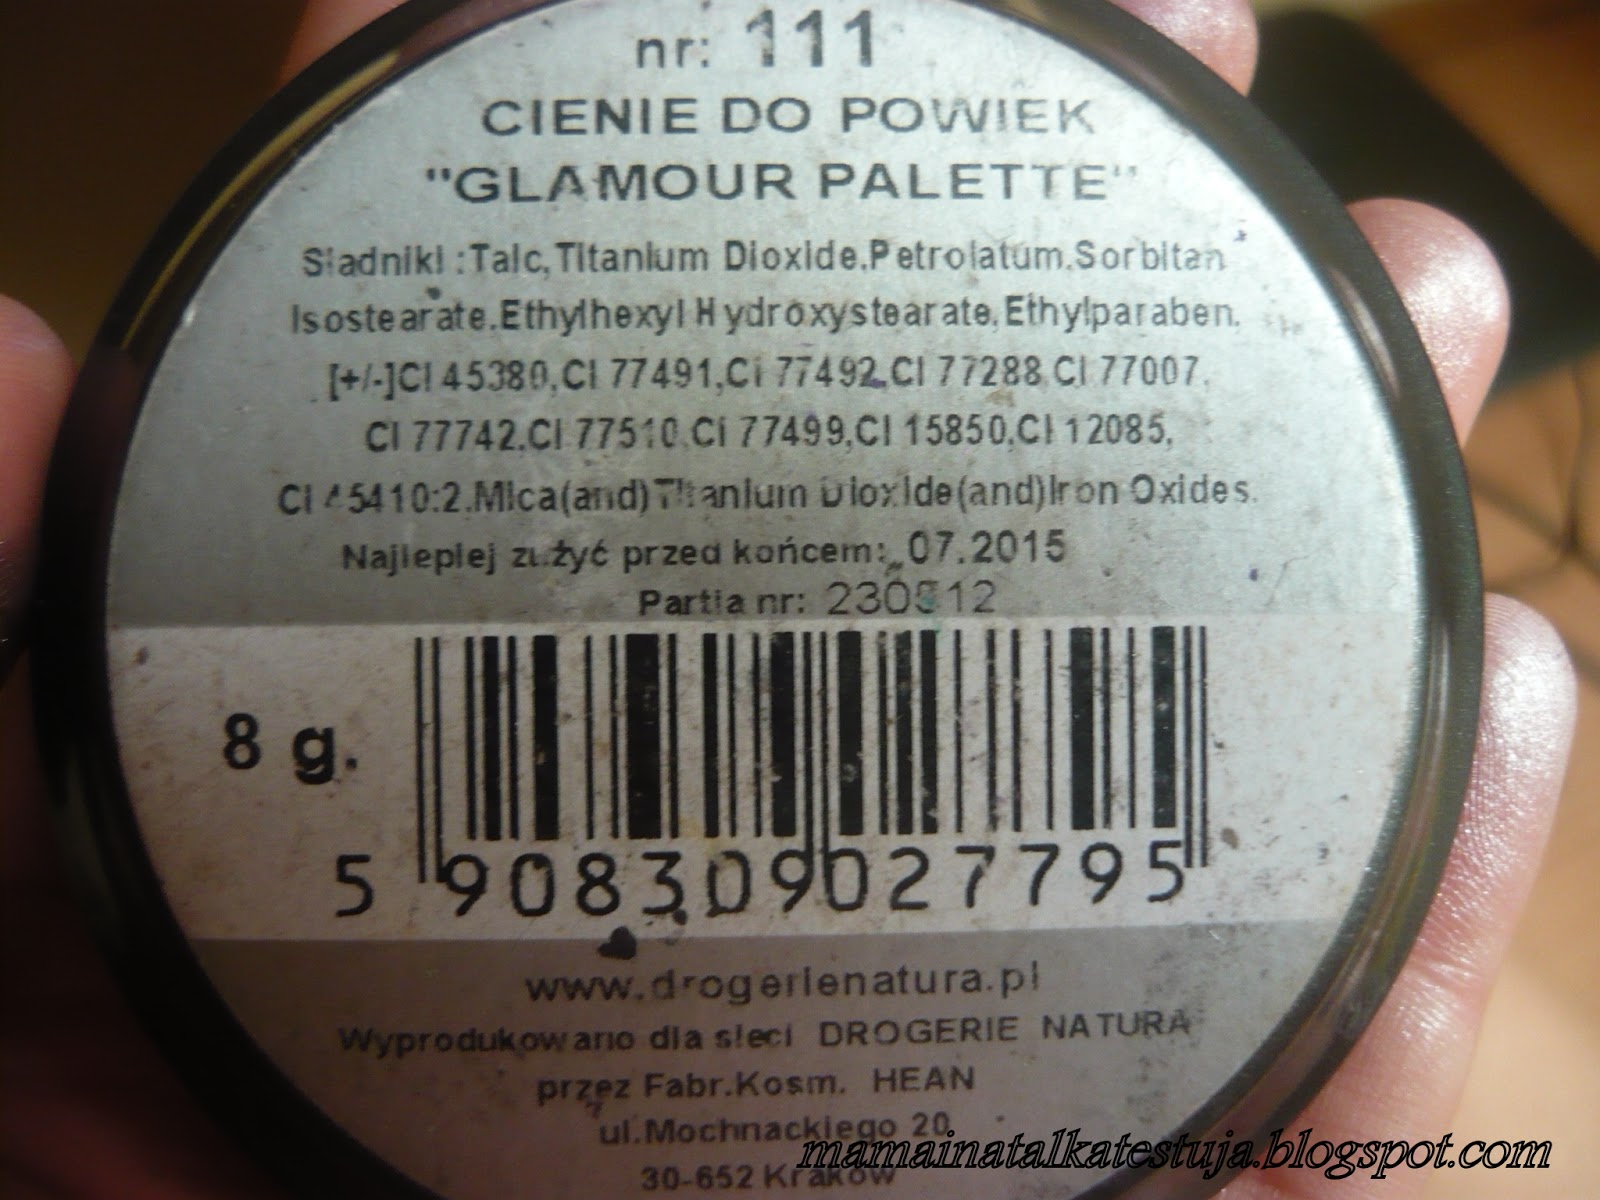 nr: 111
CIENIE DO POWIEK
"GLAMOUR PALETTE"
Sładniki :Talc,Titanium Dioxide.Petrolatum.Sorbitan
Isostearate.Ethylhexyl Hydroxystearate,Ethylparaben.
[+/-]CI 45380,CI 77491,CI 77492,CI 77288,CI 77007,
CI 77742,CI 77510,CI 77499,CI 15850,CI 12085,
CI 45410:2.Mica(and)Titanium Dioxide(and)Iron Oxides.
Najlepiej zużyć przed końcem: 07.2015
Partia nr:
8 g.
5 908309 027795
www.drogerienatura.pl
Wyprodukowano dla sieci DROGERIE NATURA
przez Fabr.Kosm. HEAN
ul.Mochnackiego 20
30-652 Kraków
mamainatalkatestuja.blogspot.com